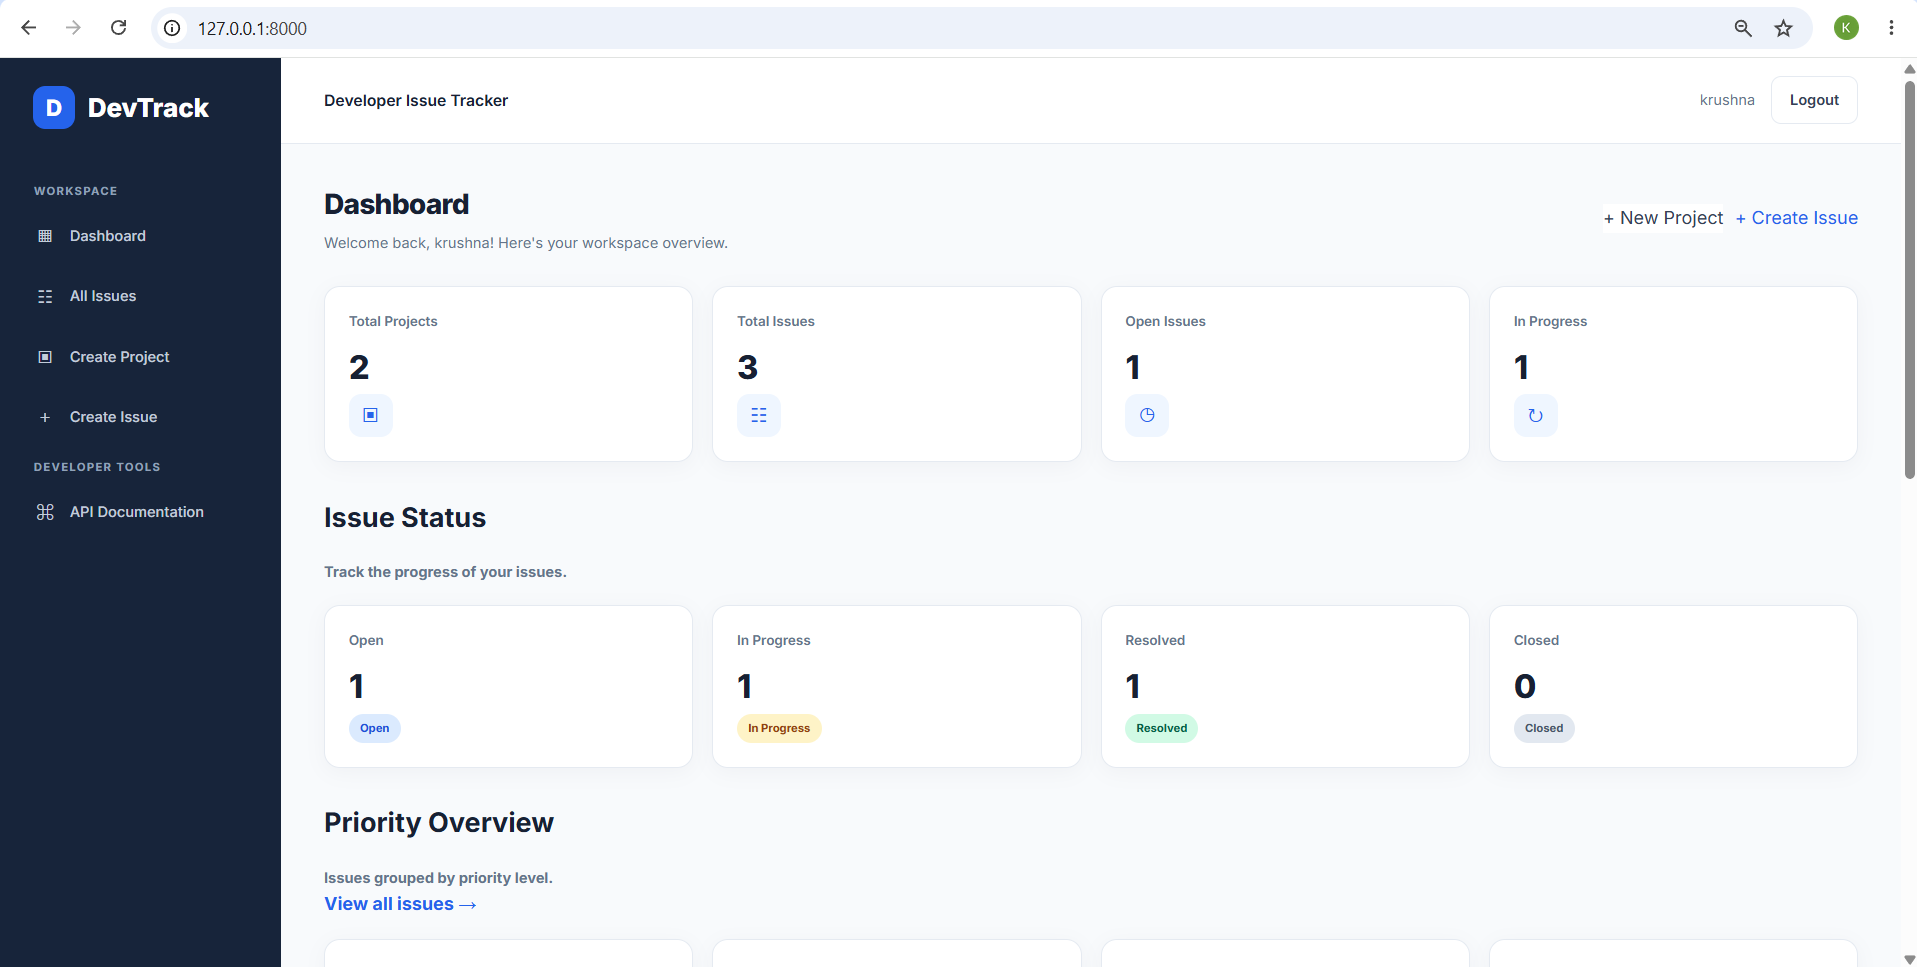 127.0.0.1:8000
K
D DevTrack
Developer Issue Tracker
krushna
Logout
WORKSPACE
Dashboard
All Issues
Create Project
+ Create Issue
DEVELOPER TOOLS
⌘ API Documentation
Dashboard
Welcome back, krushna! Here's your workspace overview.
+ New Project
+ Create Issue
Total Projects
2
Total Issues
3
Open Issues
1
In Progress
1
Issue Status
Track the progress of your issues.
Open
1
Open
In Progress
1
In Progress
Resolved
1
Resolved
Closed
0
Closed
Priority Overview
Issues grouped by priority level.
View all issues →